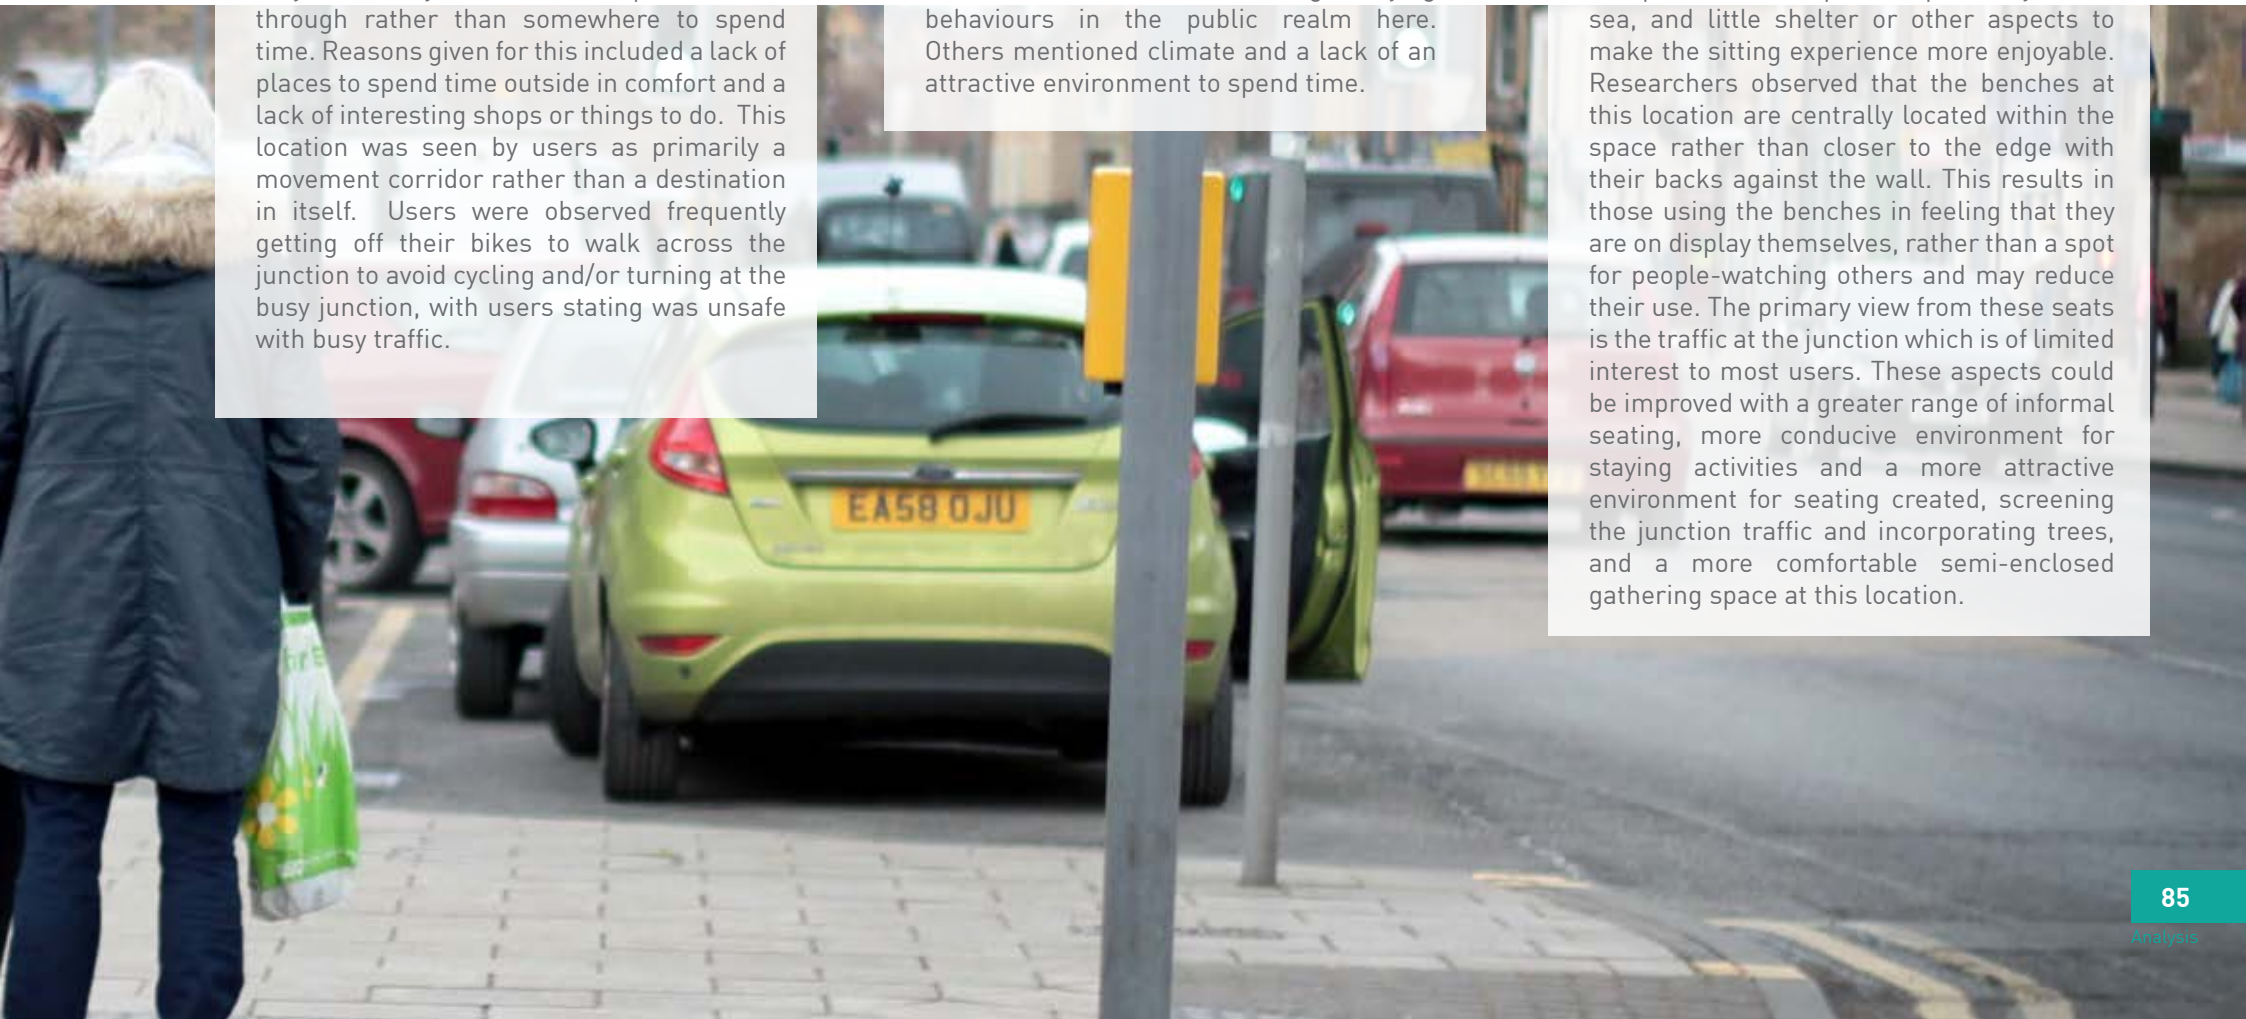 through rather than somewhere to spend
time. Reasons given for this included a lack of
places to spend time outside in comfort and a
lack of interesting shops or things to do. This
location was seen by users as primarily a
movement corridor rather than a destination
in itself. Users were observed frequently
getting off their bikes to walk across the
junction to avoid cycling and/or turning at the
busy junction, with users stating was unsafe
with busy traffic.
behaviours in the public realm here.
Others mentioned climate and a lack of an
attractive environment to spend time.
sea, and little shelter or other aspects to
make the sitting experience more enjoyable.
Researchers observed that the benches at
this location are centrally located within the
space rather than closer to the edge with
their backs against the wall. This results in
those using the benches in feeling that they
are on display themselves, rather than a spot
for people-watching others and may reduce
their use. The primary view from these seats
is the traffic at the junction which is of limited
interest to most users. These aspects could
be improved with a greater range of informal
seating, more conducive environment for
staying activities and a more attractive
environment for seating created, screening
the junction traffic and incorporating trees,
and a more comfortable semi-enclosed
gathering space at this location.
EA58 OJU
85
Analysis